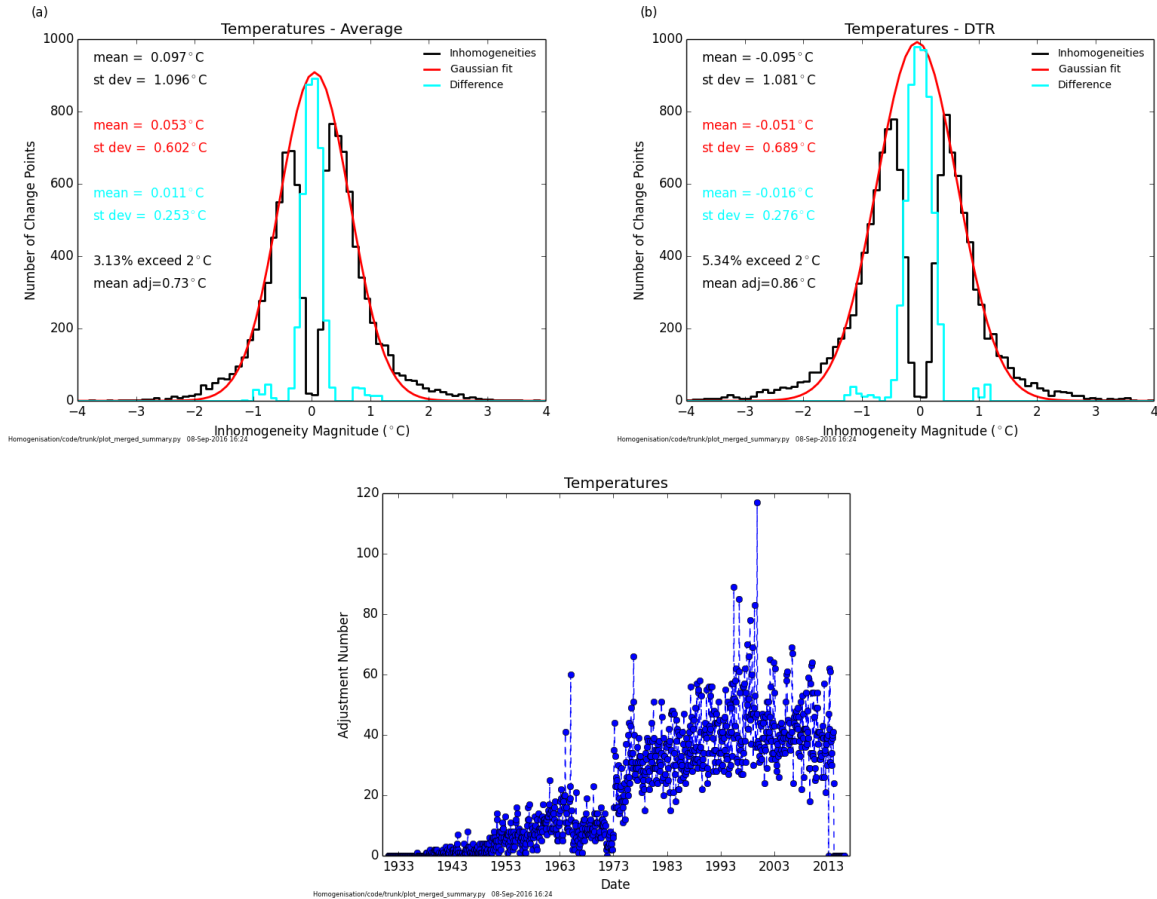 (a)
Temperatures - Average
1000
800
600
400
200
0
Number of Change Points
mean = 0.097°C
st dev = 1.096°C
mean = 0.053°C
st dev = 0.602°C
mean = 0.011°C
st dev = 0.253°C
3.13% exceed 2°C
mean adj=0.73°C
Inhomogeneities
Gaussian fit
Difference
−4 −3 −2 −1 0 1 2 3 4
Inhomogeneity Magnitude (°C)
Homogenisation/code/trunk/plot_merged_summary.py 08-Sep-2016 16:24
(b)
Temperatures - DTR
1000
800
600
400
200
0
Number of Change Points
mean = -0.095°C
st dev = 1.081°C
mean = -0.051°C
st dev = 0.689°C
mean = -0.016°C
st dev = 0.276°C
5.34% exceed 2°C
mean adj=0.86°C
Inhomogeneities
Gaussian fit
Difference
−4 −3 −2 −1 0 1 2 3 4
Inhomogeneity Magnitude (°C)
Homogenisation/code/trunk/plot_merged_summary.py 08-Sep-2016 16:24
Temperatures
120
100
80
60
40
20
0
Adjustment Number
1933 1943 1953 1963 1973 1983 1993 2003 2013
Date
Homogenisation/code/trunk/plot_merged_summary.py 08-Sep-2016 16:24